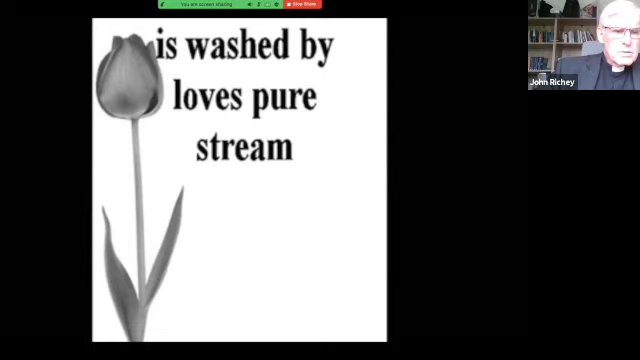 You are screen sharing
Stop Share
is washed by
loves pure
stream
John Richey